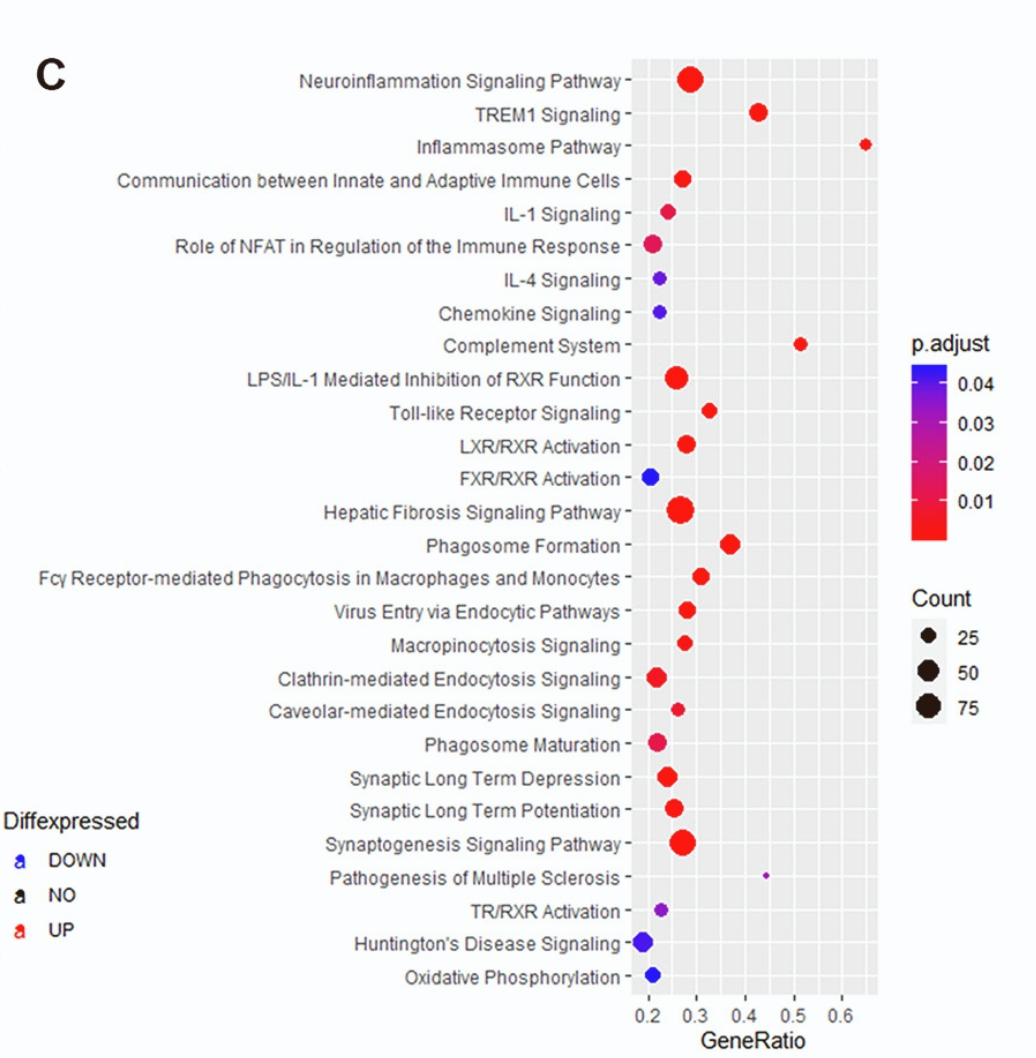 C
Neuroinflammation Signaling Pathway
TREM1 Signaling
Inflammasome Pathway
Communication between Innate and Adaptive Immune Cells
IL-1 Signaling
Role of NFAT in Regulation of the Immune Response
IL-4 Signaling
Chemokine Signaling
Complement System
LPS/IL-1 Mediated Inhibition of RXR Function
Toll-like Receptor Signaling
LXR/RXR Activation
FXR/RXR Activation
Hepatic Fibrosis Signaling Pathway
Phagosome Formation
Fcγ Receptor-mediated Phagocytosis in Macrophages and Monocytes
Virus Entry via Endocytic Pathways
Macropinocytosis Signaling
Clathrin-mediated Endocytosis Signaling
Caveolar-mediated Endocytosis Signaling
Phagosome Maturation
Synaptic Long Term Depression
Synaptic Long Term Potentiation
Synaptogenesis Signaling Pathway
Pathogenesis of Multiple Sclerosis
TR/RXR Activation
Huntington's Disease Signaling
Oxidative Phosphorylation
0.2 0.3 0.4 0.5 0.6
GeneRatio
p.adjust
0.04
0.03
0.02
0.01
Count
25
50
75
Diffexpressed
a DOWN
a NO
a UP